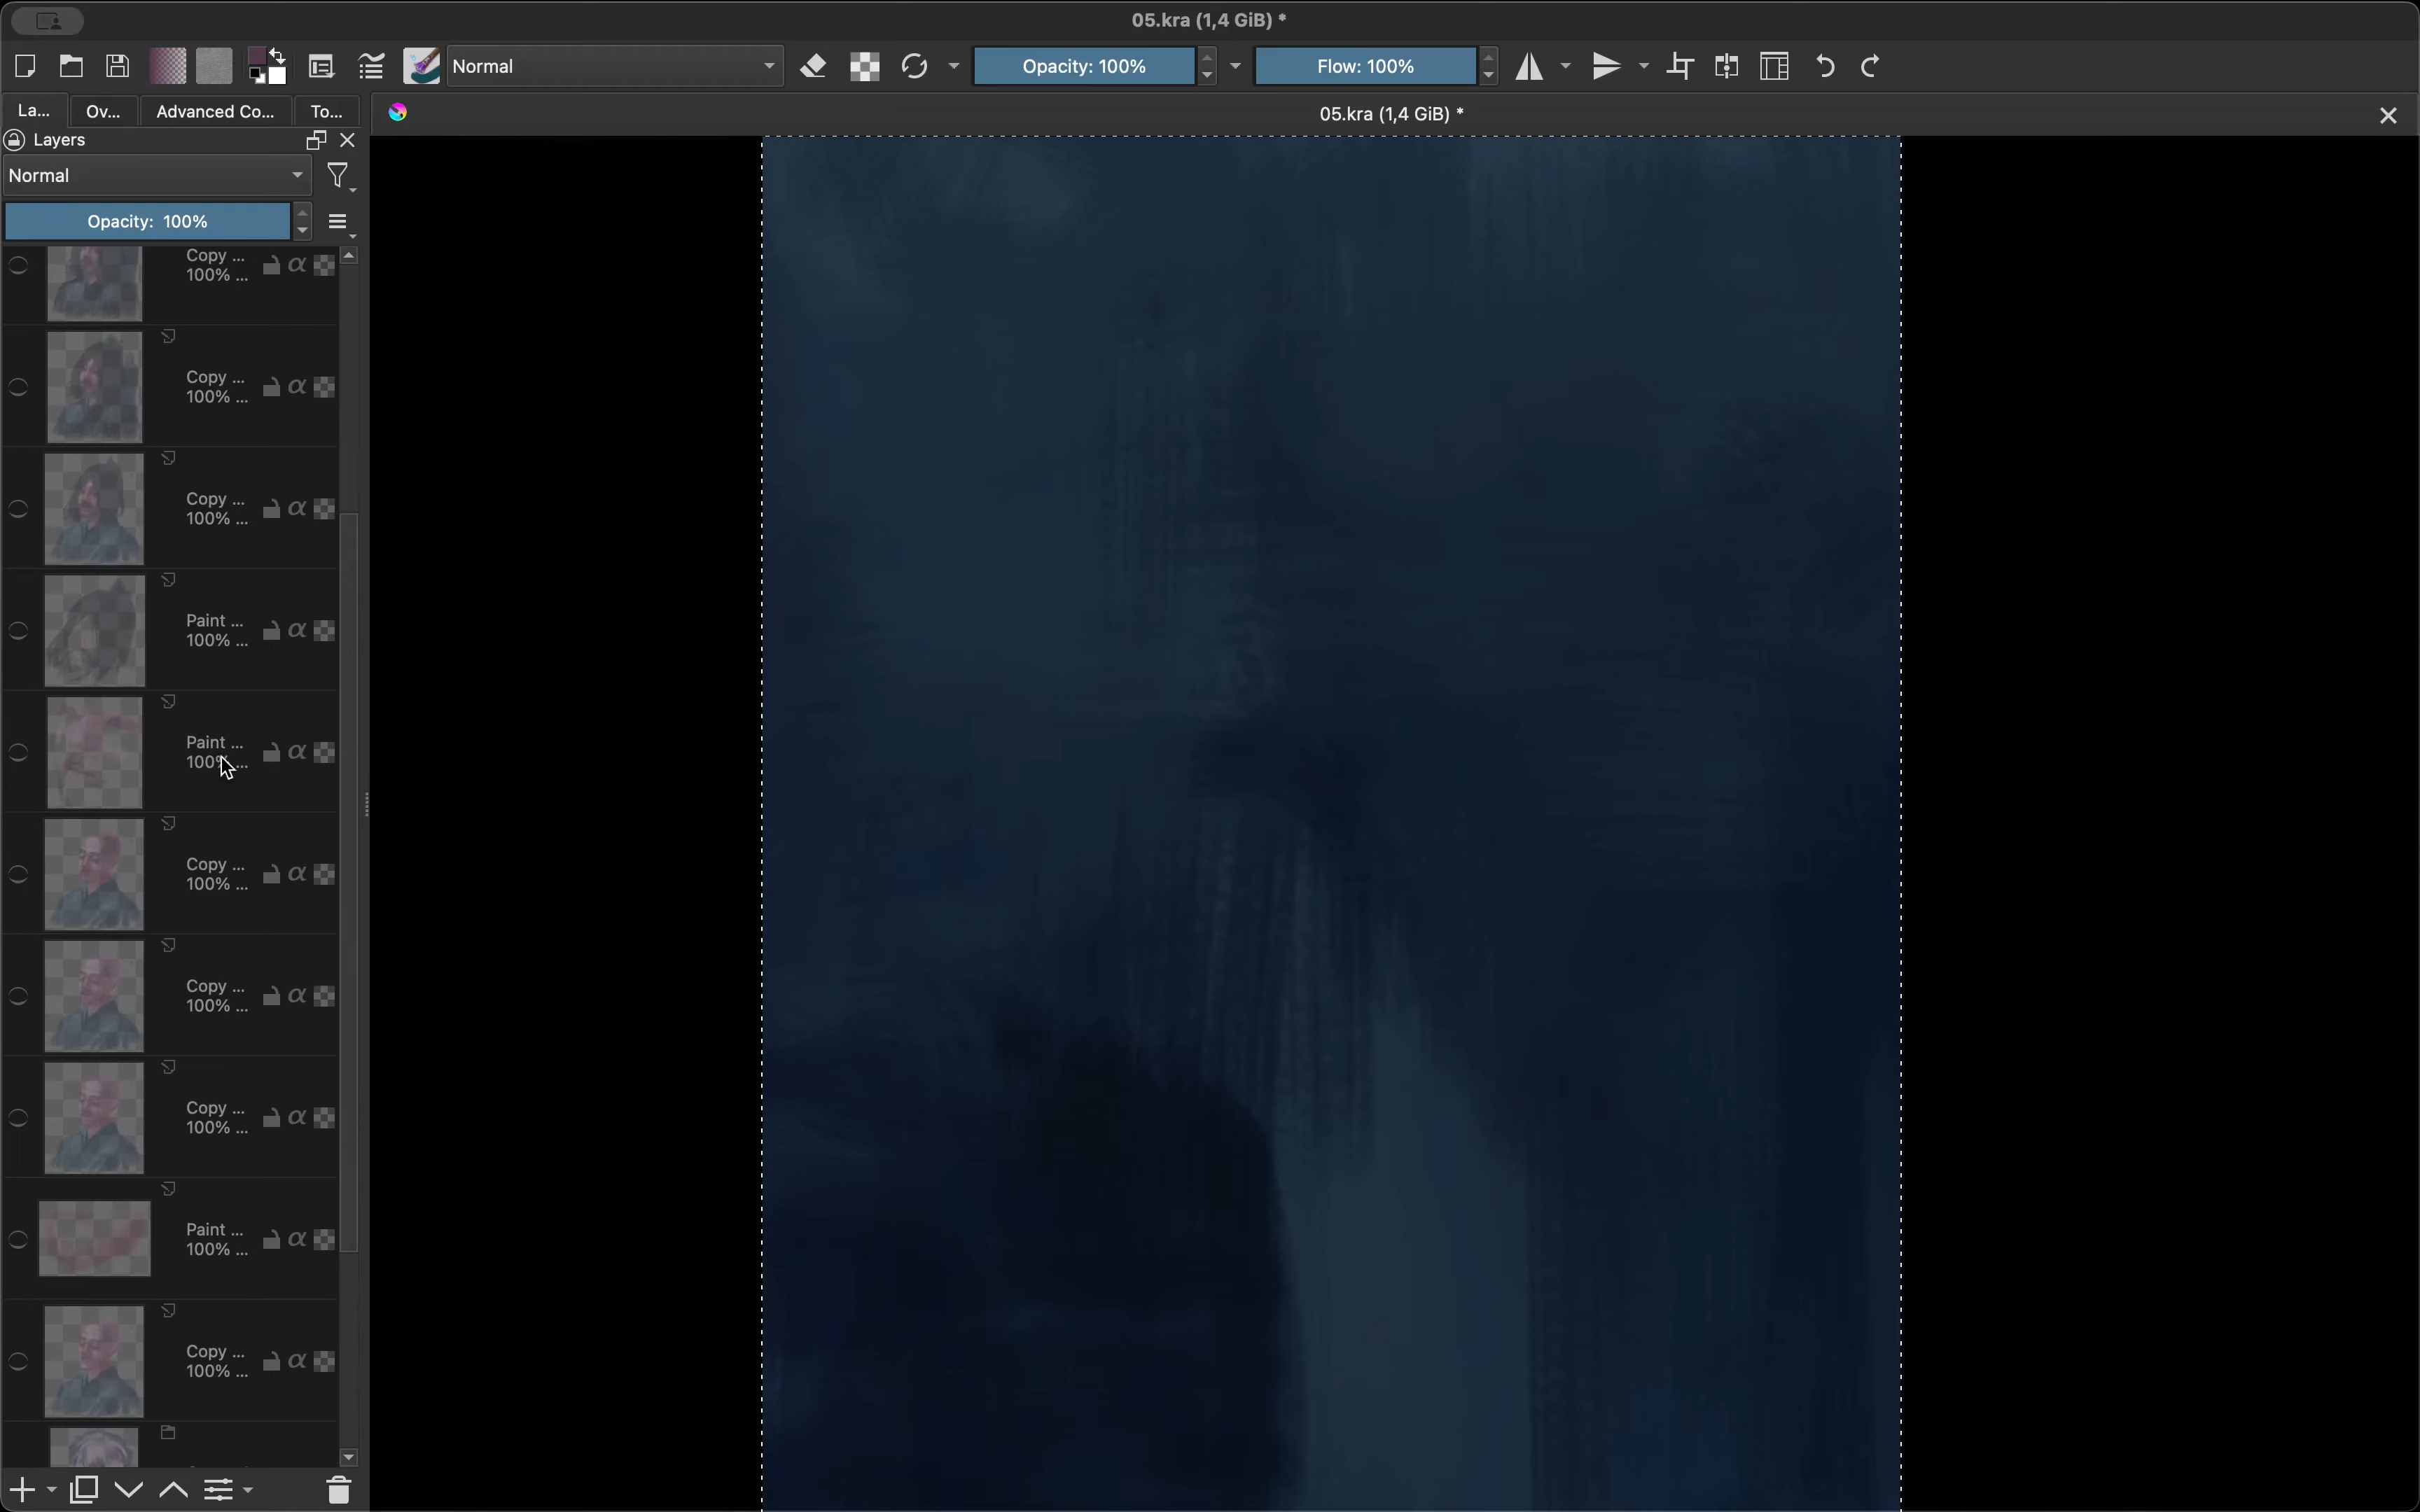 05.kra (1,4 GiB) *
Normal
Opacity: 100%
Flow: 100%
La...
Ov...
Advanced Co...
To...
05.kra (1,4 GiB) *
Layers
Normal
Opacity: 100%
Copy ...
100% ...
Copy ...
100% ...
Copy ...
100% ...
Paint ...
100% ...
Paint ...
100% ...
Copy ...
100% ...
Copy ...
100% ...
Copy ...
100% ...
Paint ...
100% ...
Copy ...
100% ...